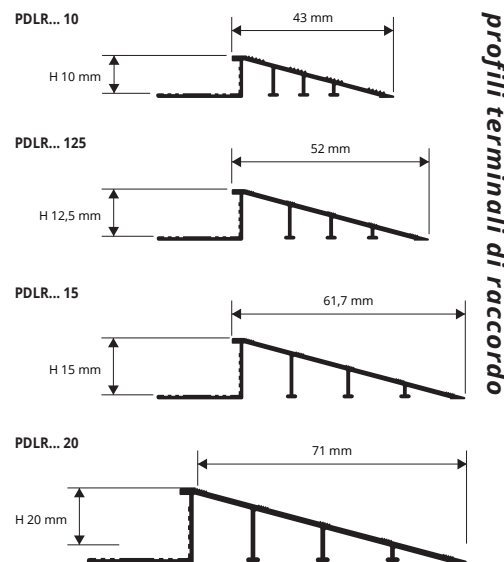 PDLR... 10
43 mm
H 10 mm
PDLR... 125
52 mm
H 12,5 mm
PDLR... 15
61,7 mm
H 15 mm
PDLR... 20
71 mm
H 20 mm
profili terminali di raccordo